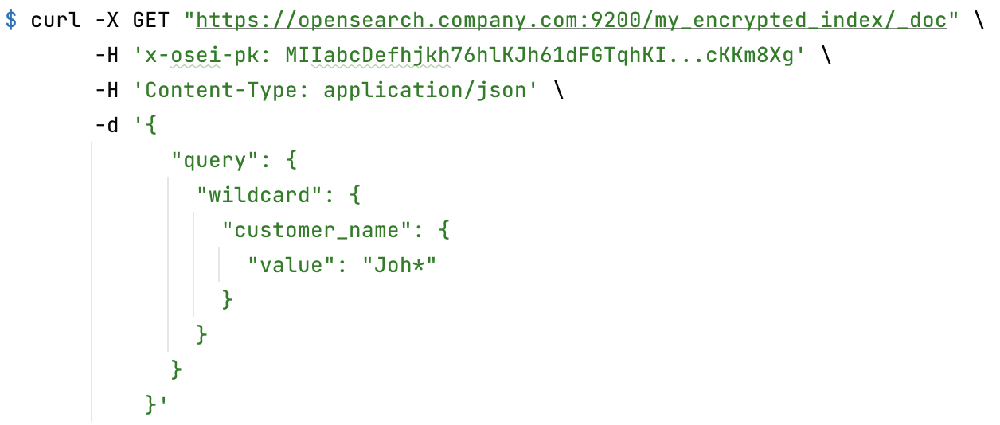 $ curl -X GET "https://opensearch.company.com:9200/my_encrypted_index/_doc" \
-H 'x-osei-pk: MIIabcDefhjkh76hlKJh61dFGTqhKI...cKKm8Xg' \
-H 'Content-Type: application/json' \
-d '{
"query": {
"wildcard": {
"customer_name": {
"value": "Joh*"
}
}
}
}'